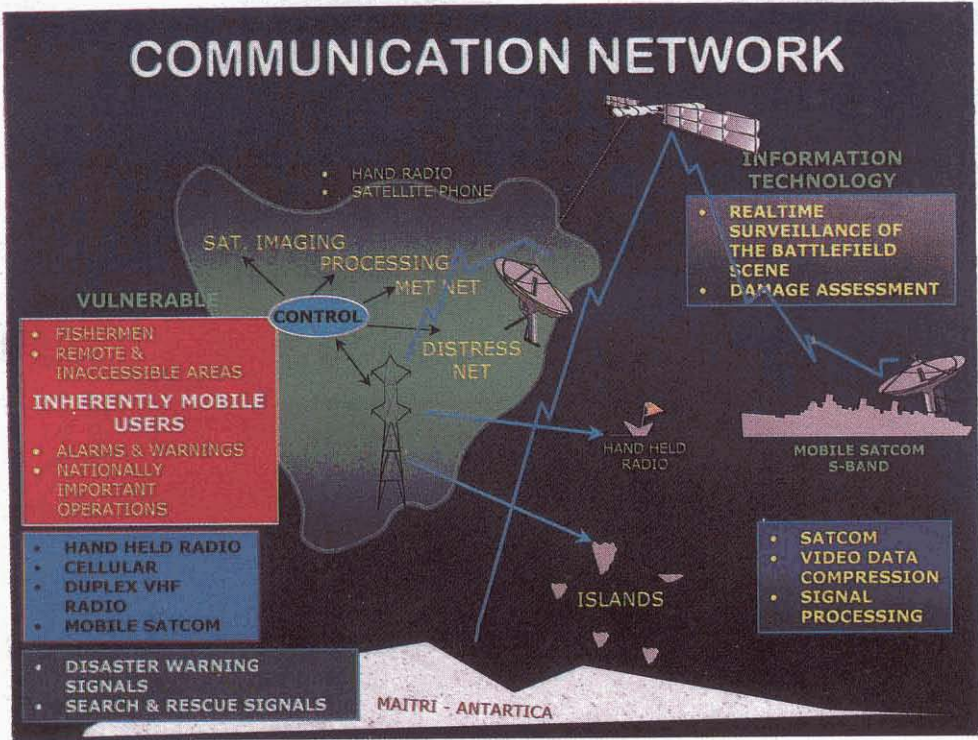 COMMUNICATION NETWORK
• HAND RADIO
• SATELLITE PHONE
INFORMATION
TECHNOLOGY
• REALTIME
SURVEILLANCE OF
THE BATTLEFIELD
SCENE
• DAMAGE ASSESSMENT
SAT. IMAGING
PROCESSING
MET NET
CONTROL
DISTRESS
NET
VULNERABLE
• FISHERMEN
• REMOTE &
INACCESSIBLE AREAS
INHERENTLY MOBILE
USERS
• ALARMS & WARNINGS
• NATIONALLY
IMPORTANT
OPERATIONS
HAND HELD
RADIO
MOBILE SATCOM
S-BAND
• HAND HELD RADIO
• CELLULAR
• DUPLEX VHF
RADIO
• MOBILE SATCOM
ISLANDS
• SATCOM
• VIDEO DATA
COMPRESSION
• SIGNAL
PROCESSING
• DISASTER WARNING
SIGNALS
• SEARCH & RESCUE SIGNALS
MAITRI - ANTARTICA